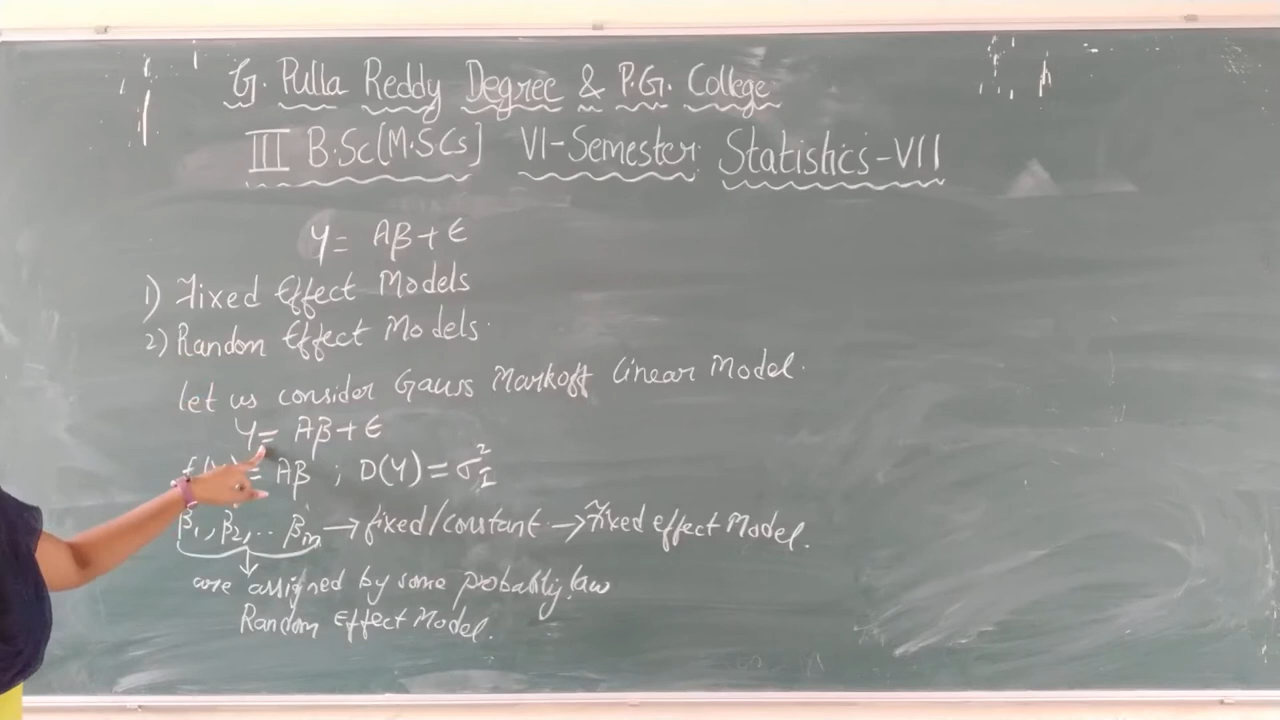 G. Pulla Reddy Degree & P.G. College
III B.Sc[M.SCs] VI-Semester Statistics-VII
Y = Aβ + ϵ
1) Fixed Effect Models
2) Random Effect Models.
let us consider Gauss Markoff linear Model.
Y = Aβ + ϵ
= Aβ ; D(Y) = σ²I
β1, β2, ... βm → fixed/constant. → Fixed effect Model.
are assigned by some probability law
Random Effect Model.